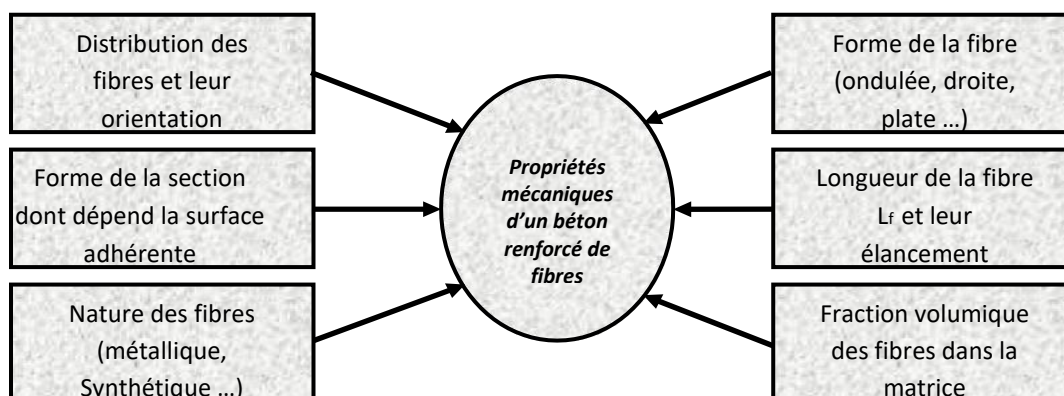 Distribution des
fibres et leur
orientation
Forme de la section
dont dépend la surface
adhérente
Nature des fibres
(métallique,
Synthétique …)
Propriétés
mécaniques
d’un béton
renforcé de
fibres
Forme de la fibre
(ondulée, droite,
plate …)
Longueur de la fibre
Lf et leur
élancement
Fraction volumique
des fibres dans la
matrice